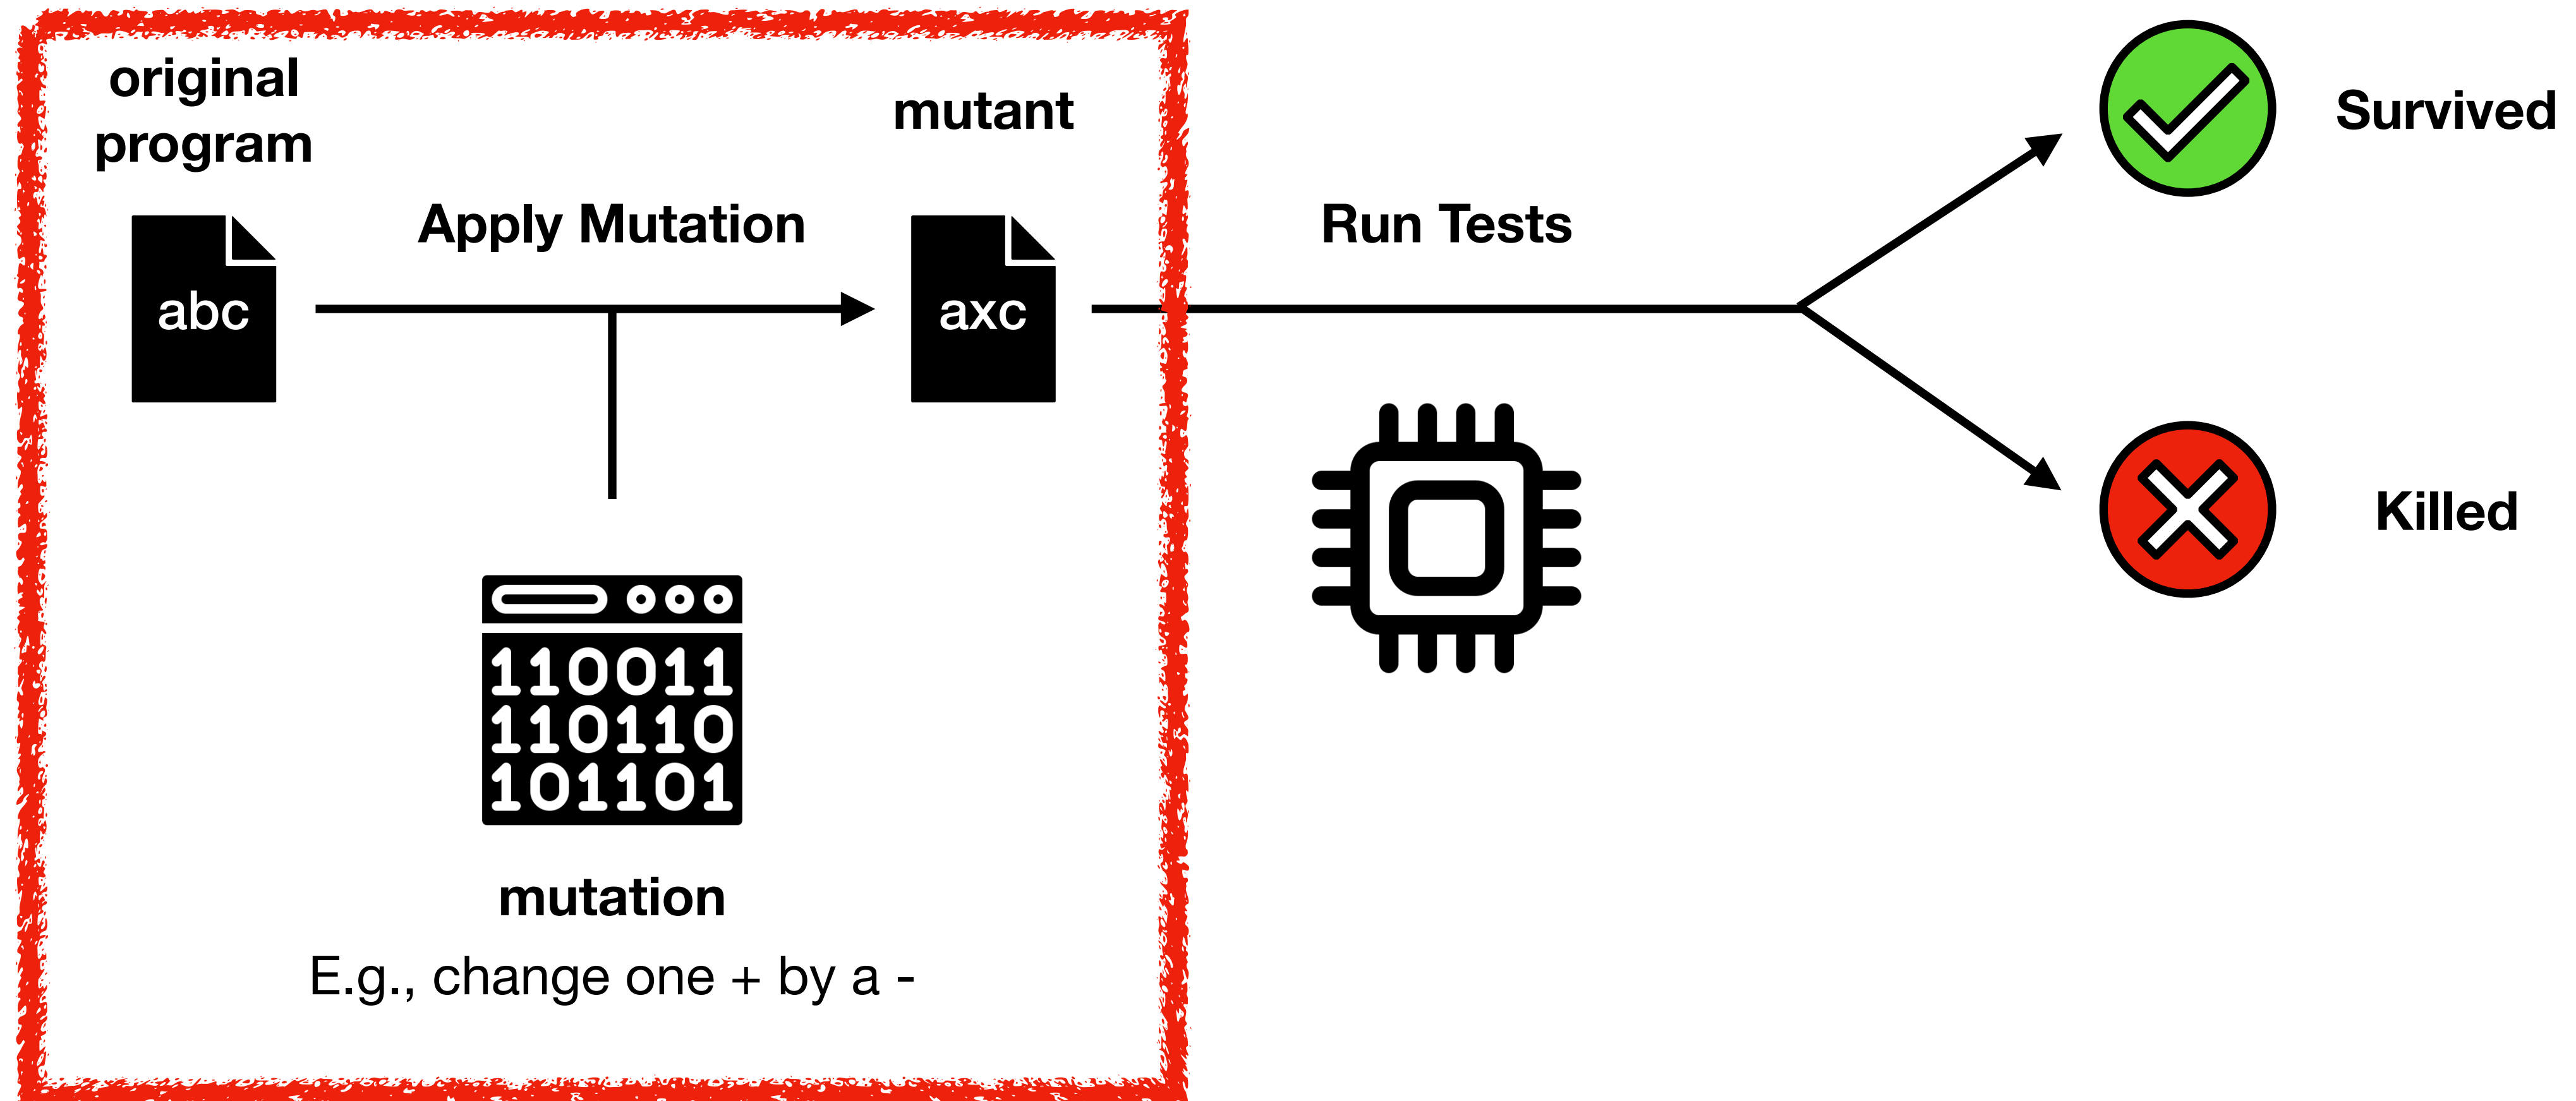 original
program
mutant
Survived
Apply Mutation
Run Tests
abc
axc
Killed
110011
110110
101101
mutation
E.g., change one + by a -